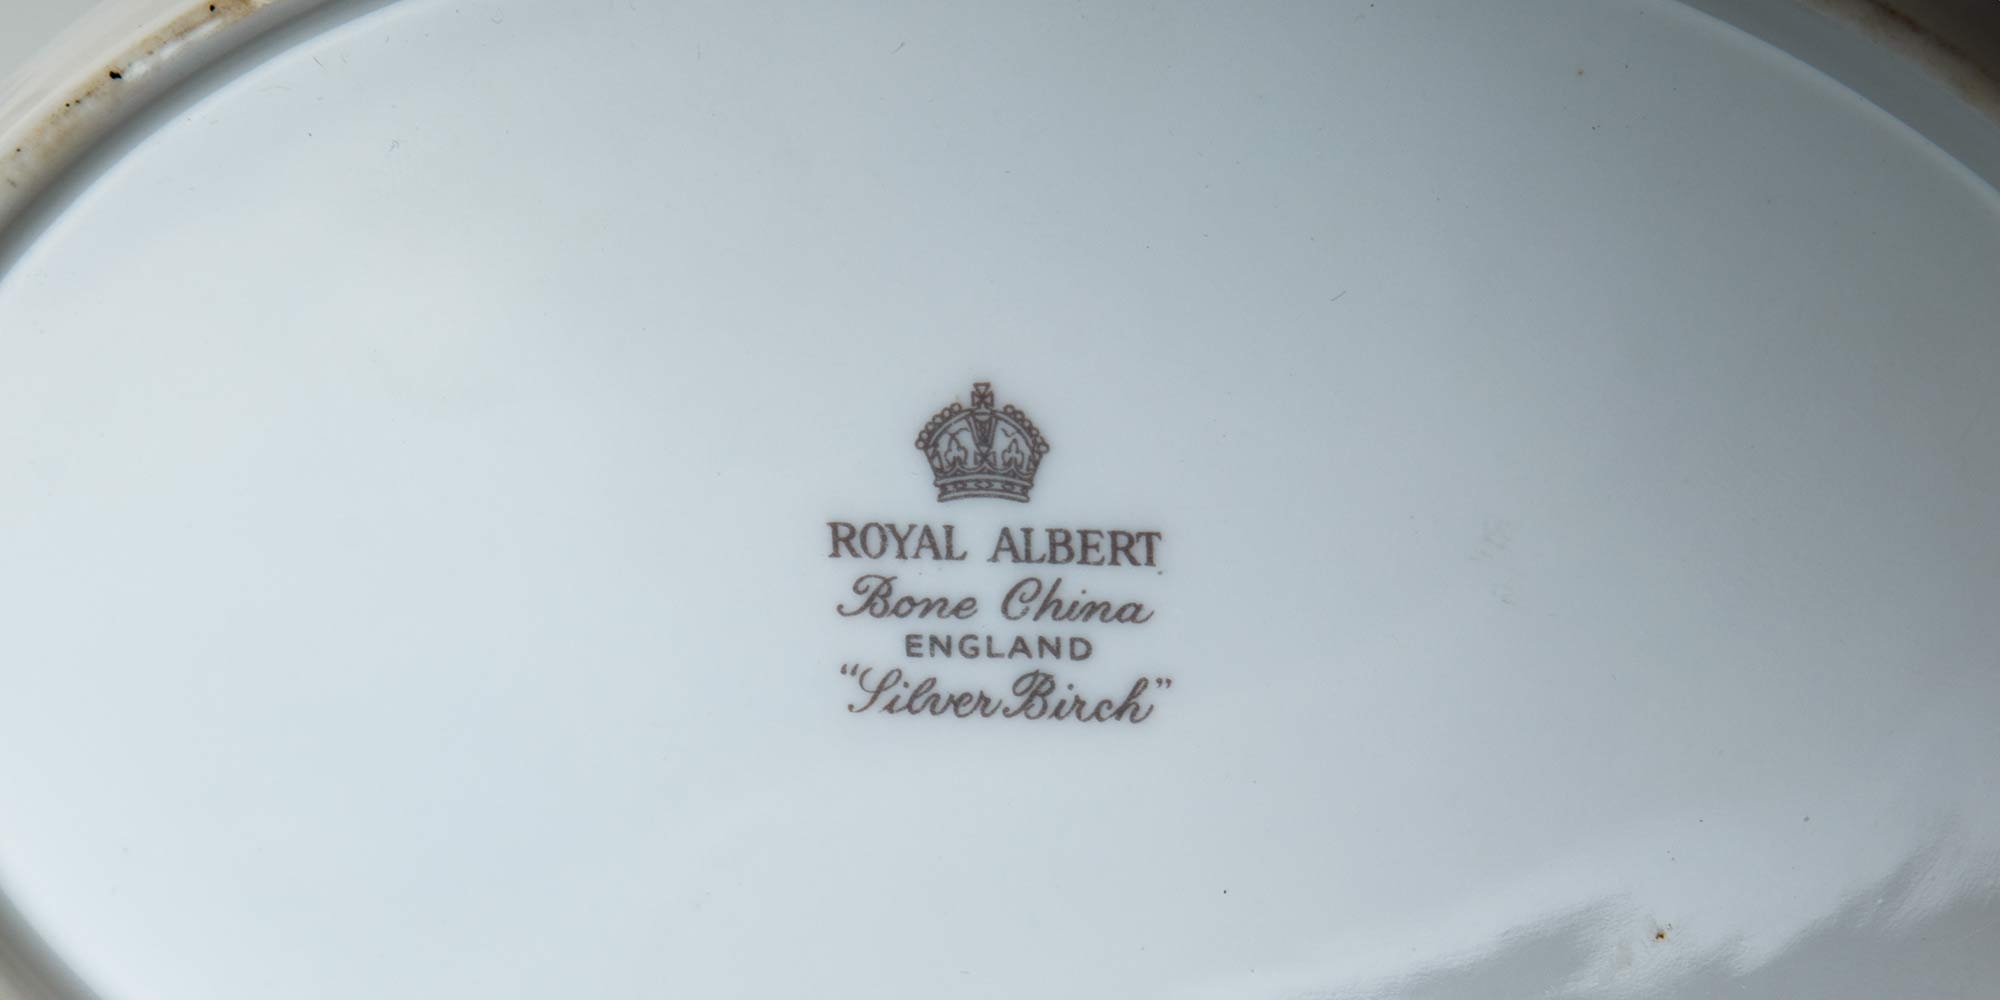 ROYAL ALBERT
Bone China
ENGLAND
“Silver Birch”